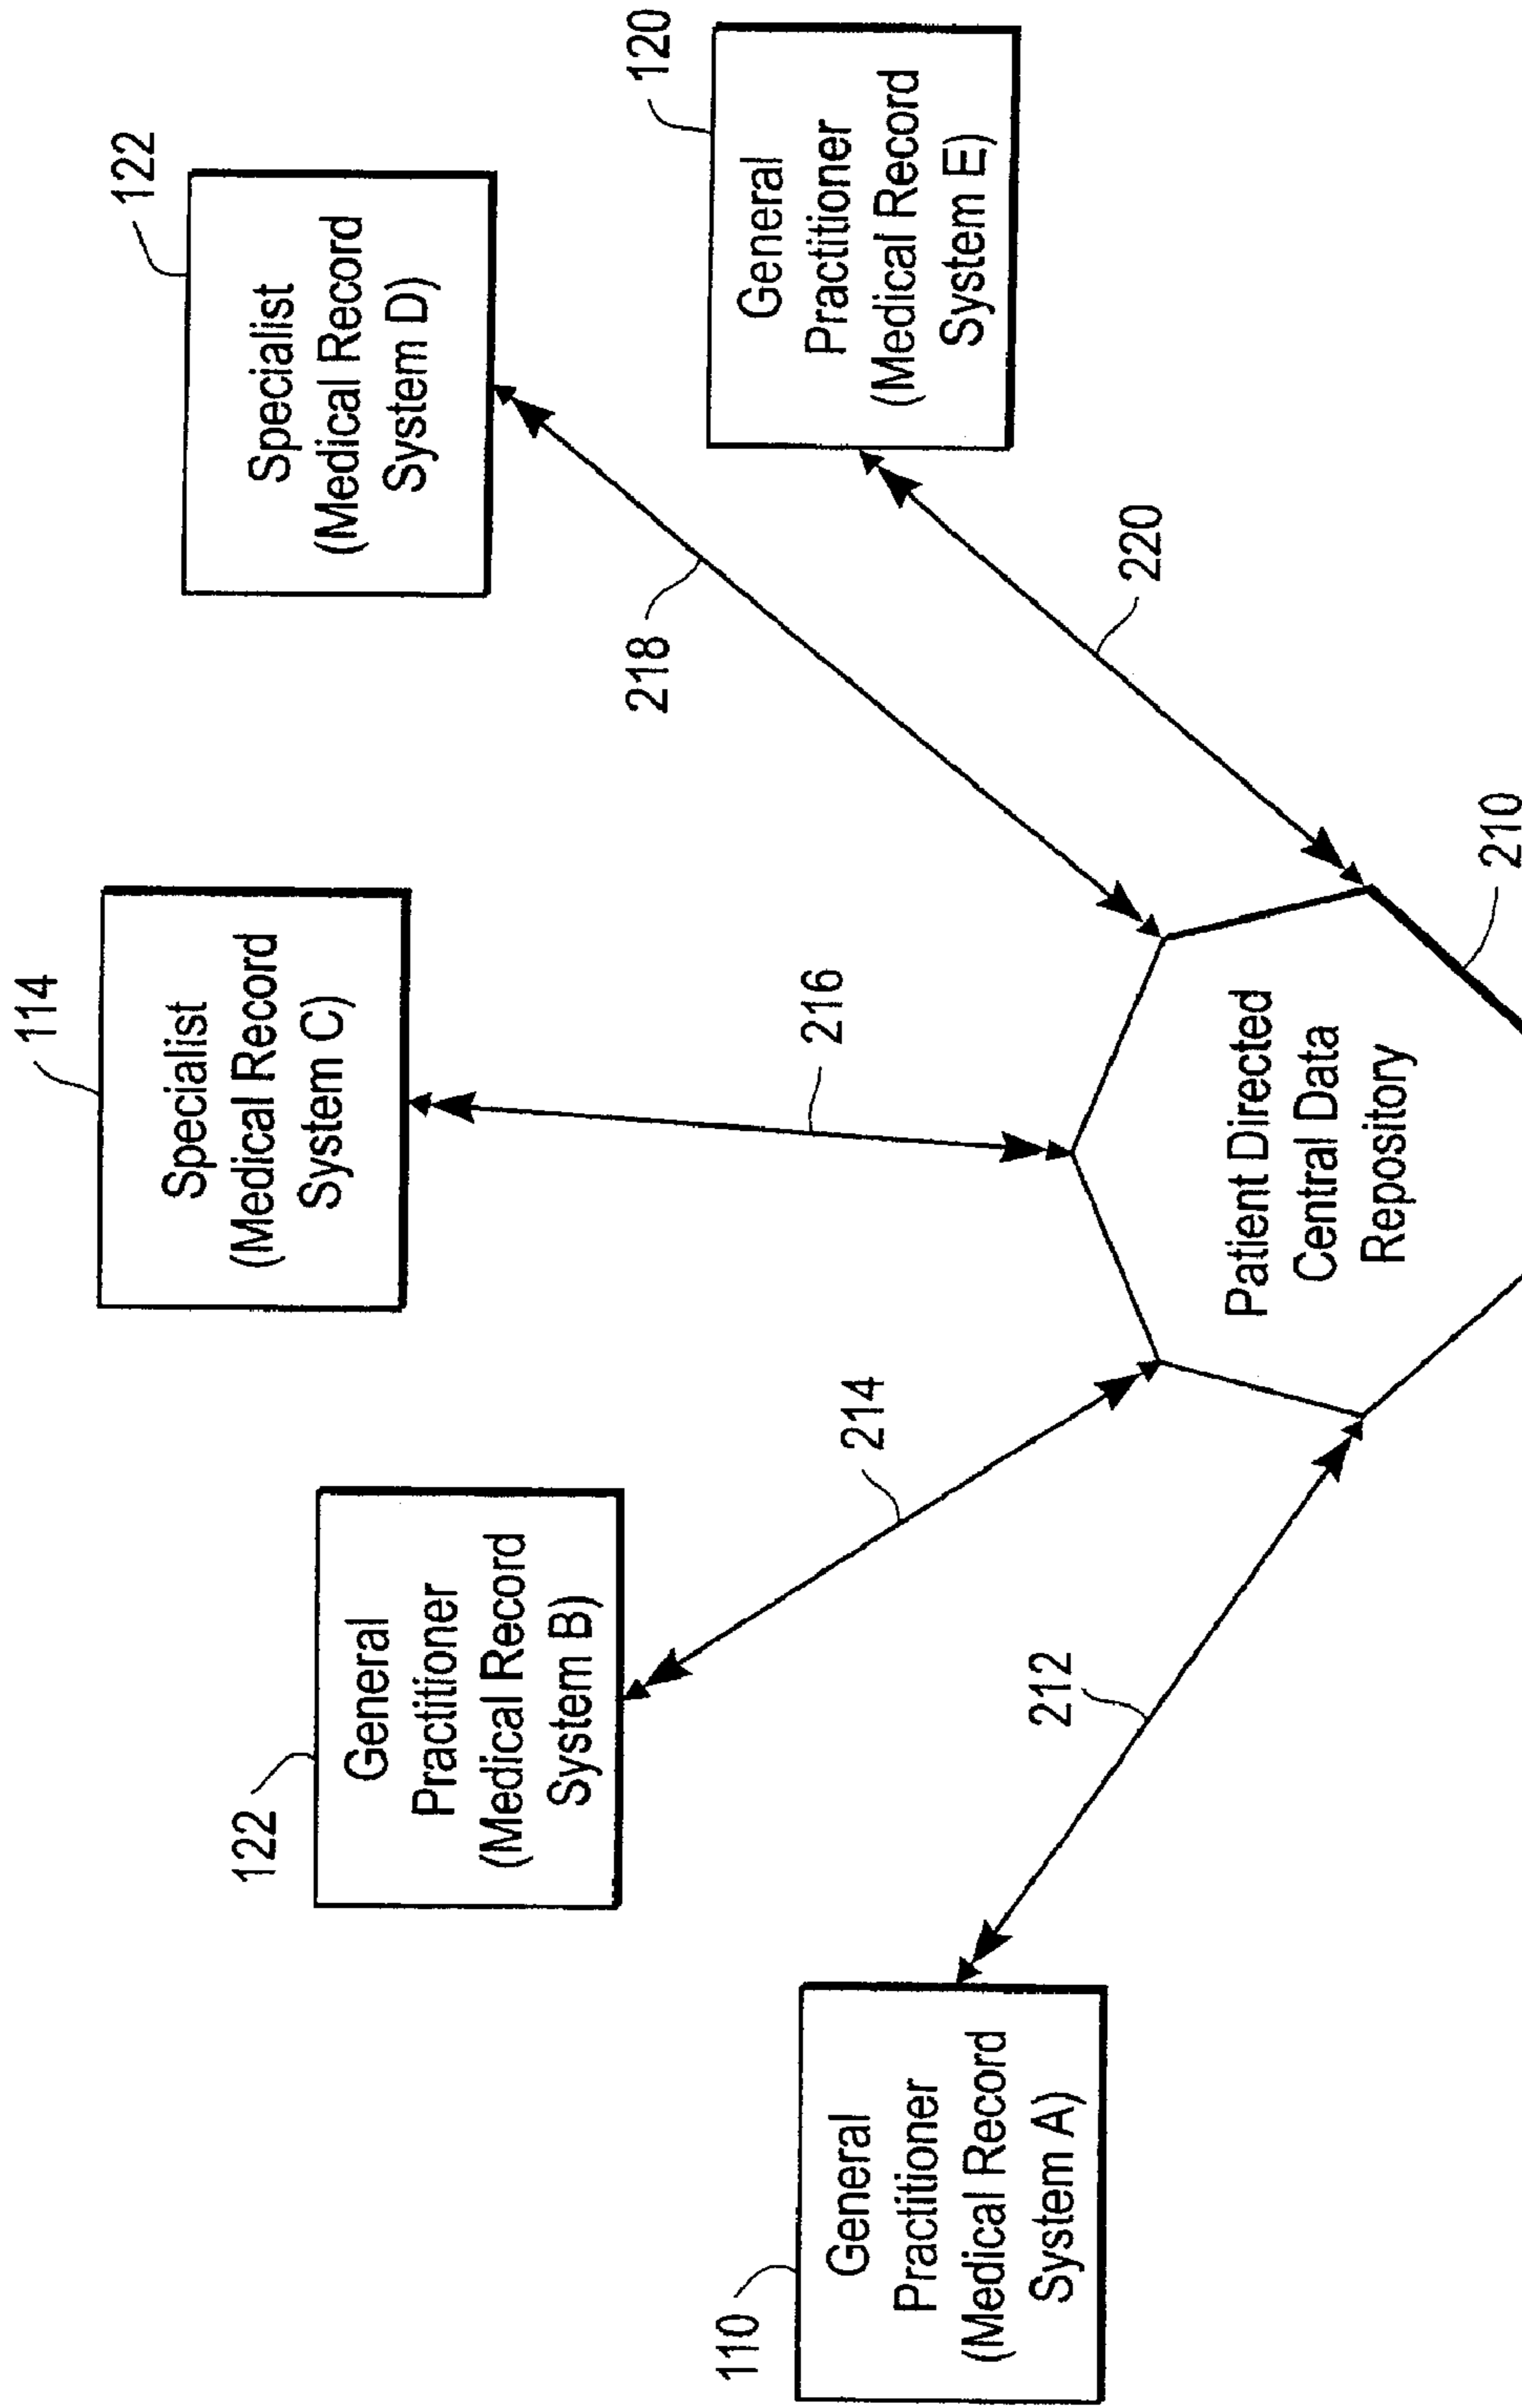 114
Specialist
(Medical Record
System C)
122
Specialist
(Medical Record
System D)
122
General
Practitioner
(Medical Record
System B)
120
General
Practitioner
(Medical Record
System E)
110
General
Practitioner
(Medical Record
System A)
218
216
214
220
212
Patient Directed
Central Data
Repository
210